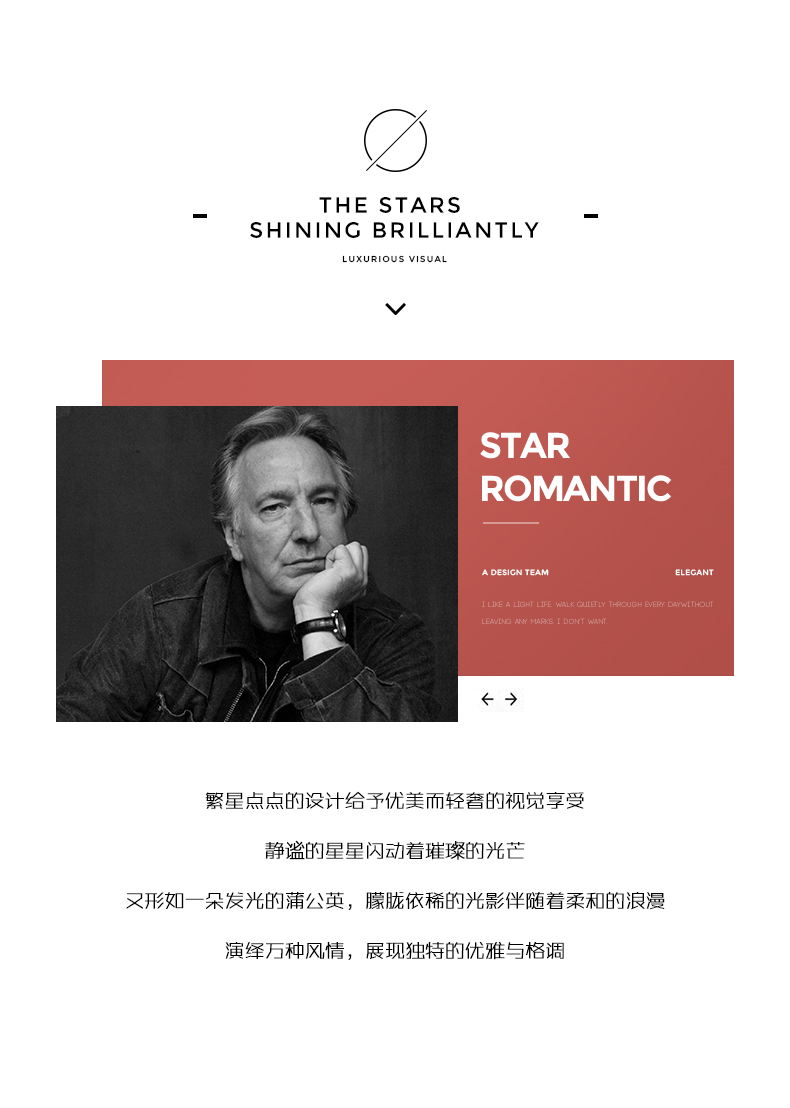 THE STARS
SHINING BRILLIANTLY
LUXURIOUS VISUAL
STAR
ROMANTIC
A DESIGN TEAM
ELEGANT
I LIKE A LIGHT LIFE. WALK QUIETLY THROUGH EVERY DAYWITHOUT
LEAVING ANY MARKS. I DON'T WANT.
繁星点点的设计给予优美而轻奢的视觉享受
静谧的星星闪动着璀璨的光芒
又形如一朵发光的蒲公英，朦胧依稀的光影伴随着柔和的浪漫
演绎万种风情，展现独特的优雅与格调